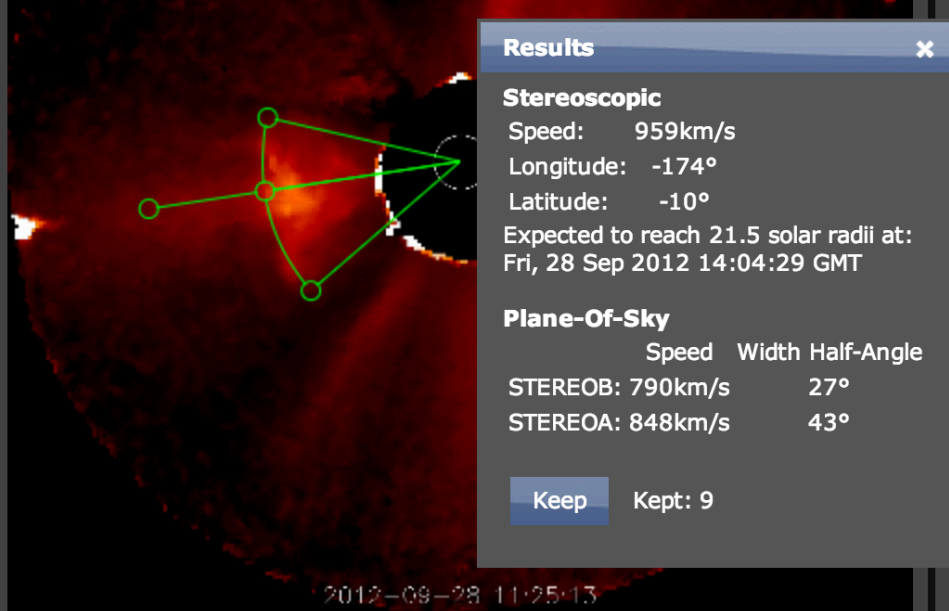 Results
Stereoscopic
Speed: 959km/s
Longitude: -174°
Latitude: -10°
Expected to reach 21.5 solar radii at:
Fri, 28 Sep 2012 14:04:29 GMT
Plane-Of-Sky
Speed Width Half-Angle
STEREOB: 790km/s 27°
STEREOA: 848km/s 43°
Keep Kept: 9
2012-09-28 11:25:13